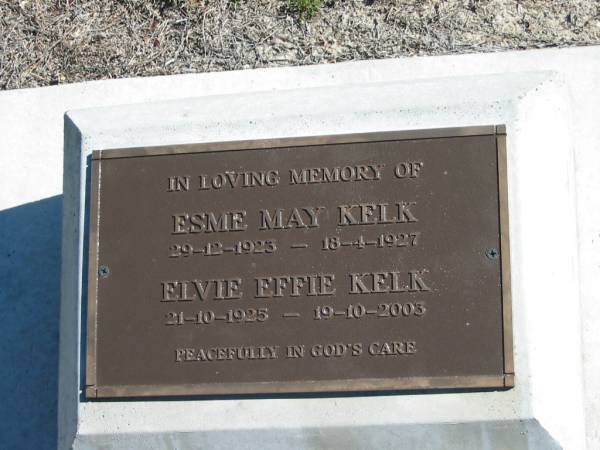 IN LOVING MEMORY OF
ESME MAY KELK
29-12-1923 — 18-4-1927
ELVIE EFFIE KELK
21-10-1925 — 19-10-2003
PEACEFULLY IN GOD'S CARE